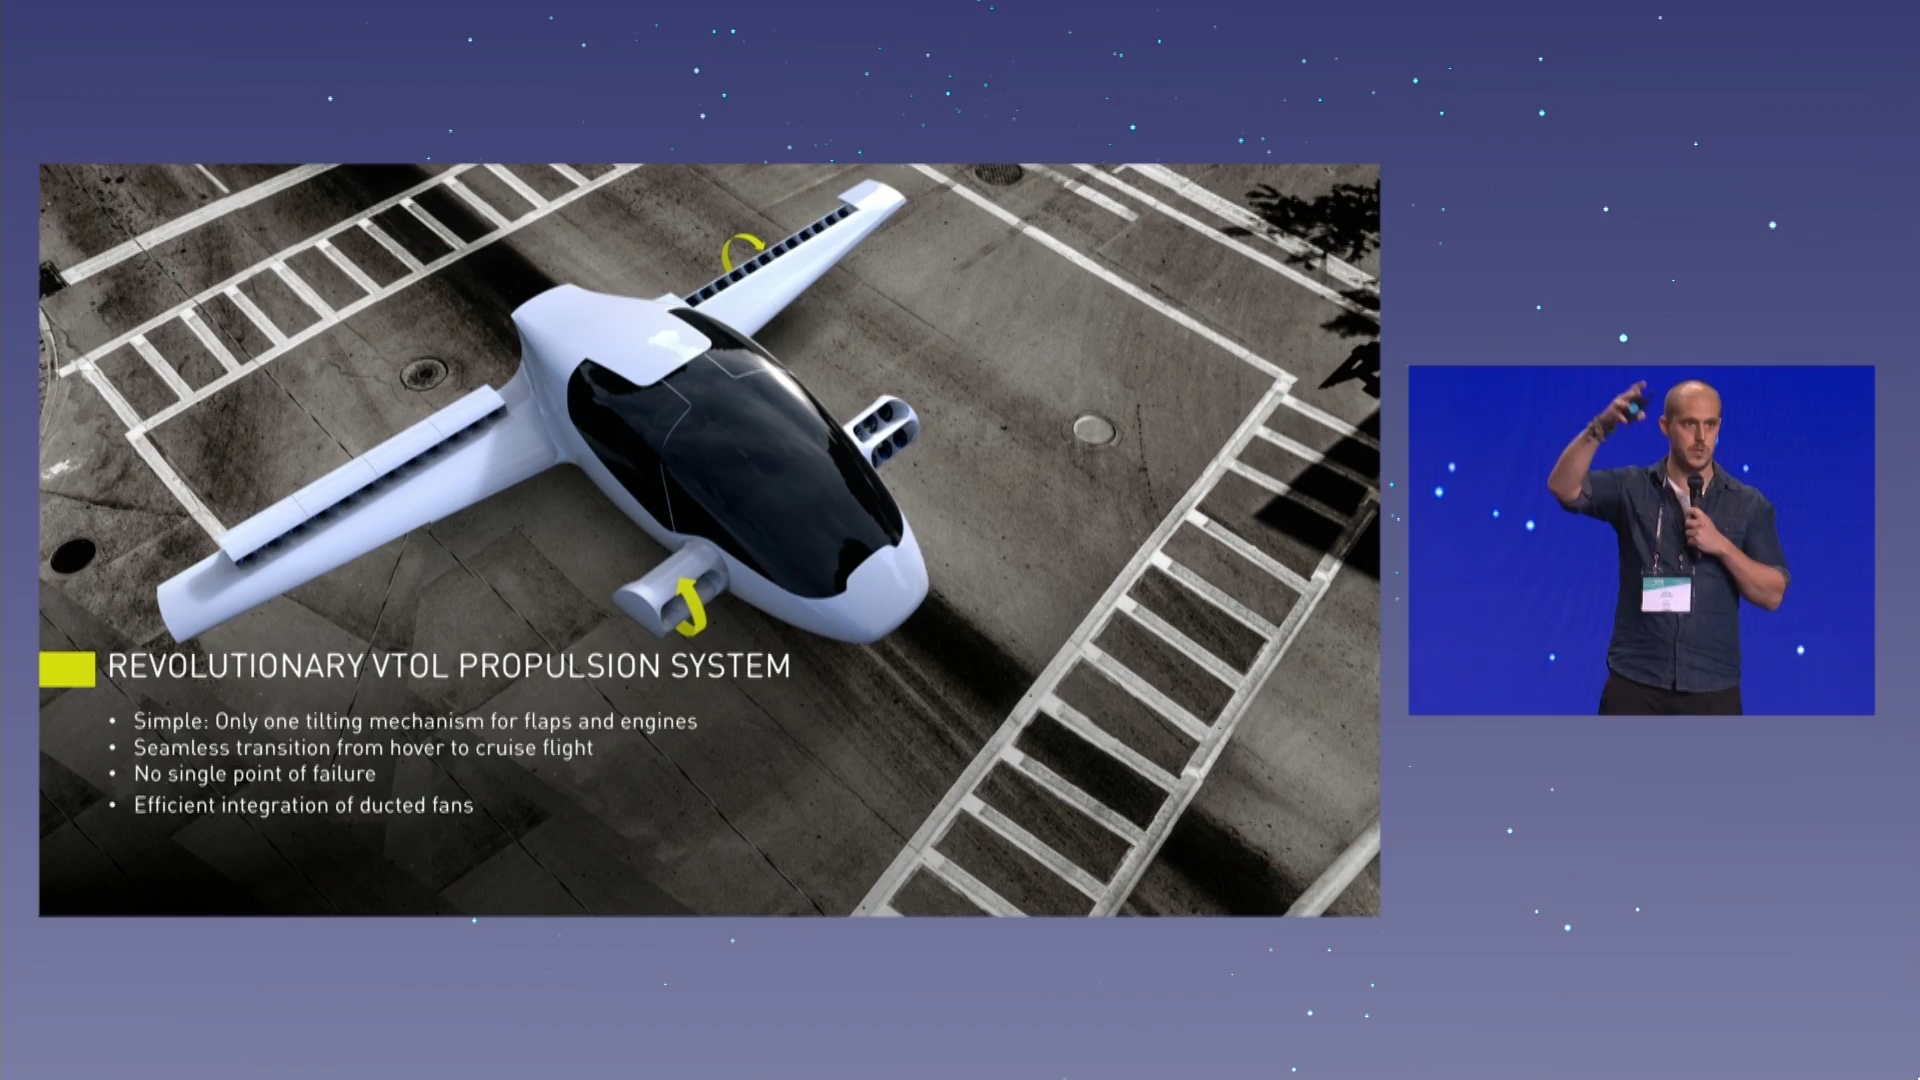 REVOLUTIONARY VTOL PROPULSION SYSTEM
• Simple: Only one tilting mechanism for flaps and engines
• Seamless transition from hover to cruise flight
• No single point of failure
• Efficient integration of ducted fans